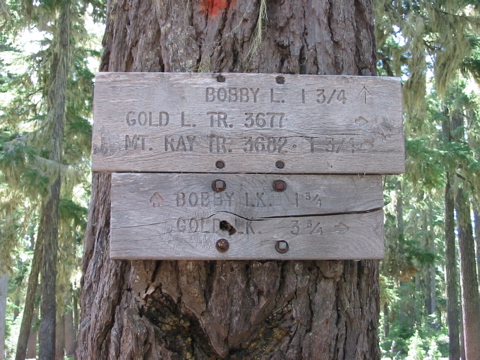 BOBBY L. 1 3/4 ↑
GOLD L. TR. 3677 →
MT. RAY TR. 3682 · 1 3/4 →
↑ BOBBY LK. 1 3/4
GOLD LK. 3 3/4 →